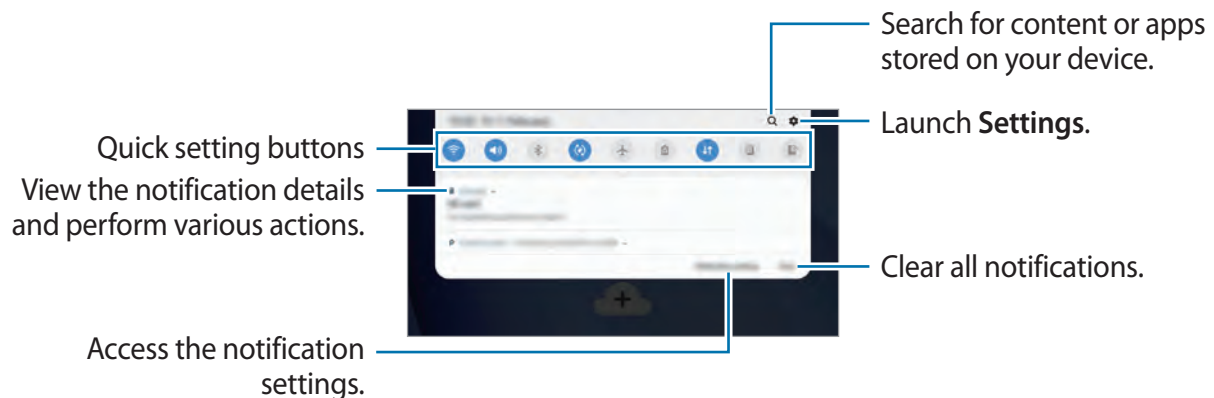 Search for content or apps
stored on your device.
Launch Settings.
Quick setting buttons
View the notification details
and perform various actions.
Clear all notifications.
Access the notification
settings.